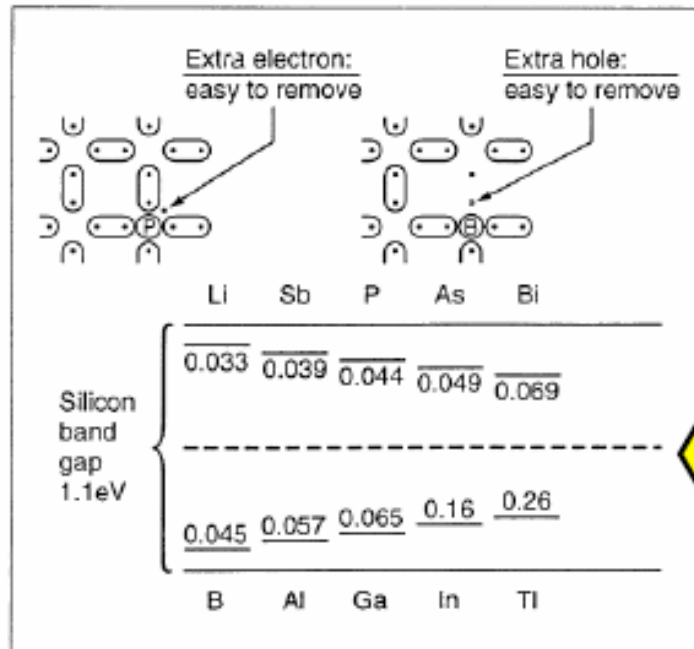 Extra electron:
easy to remove
Extra hole:
easy to remove
P
B
Li Sb P As Bi
0.033 0.039 0.044 0.049 0.069
Silicon
band
gap
1.1eV
0.045 0.057 0.065 0.16 0.26
B Al Ga In Tl